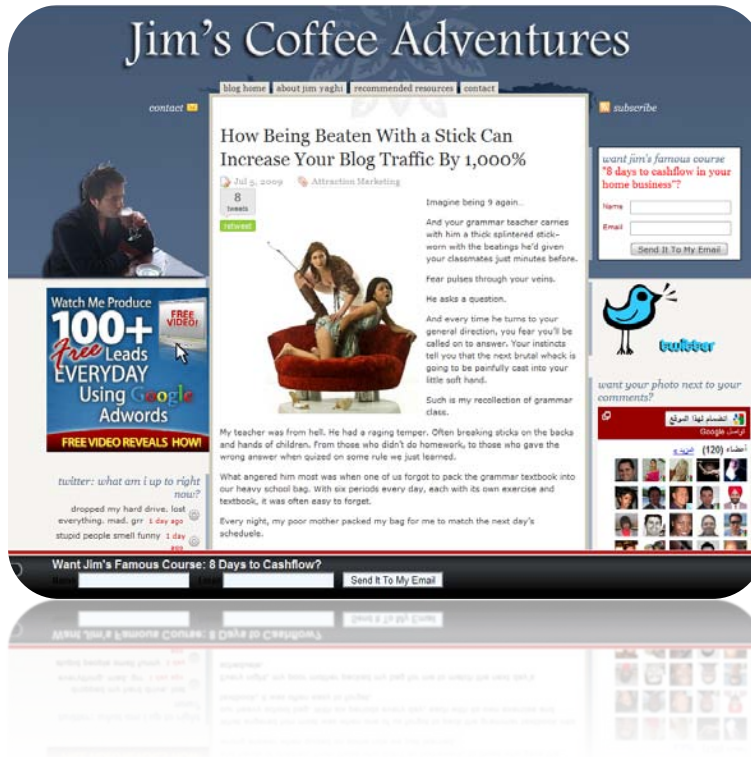 Jim's Coffee Adventures
blog home
about jim yaghi
recommended resources
contact
contact
subscribe
How Being Beaten With a Stick Can
Increase Your Blog Traffic By 1,000%
Jul 5, 2009
Attraction Marketing
8
tweets
retweet
Imagine being 9 again…
And your grammar teacher carries
with him a thick splintered stick–
worn with the beatings he'd given
your classmates just minutes before.
Fear pulses through your veins.
He asks a question.
And every time he turns to your
general direction, you fear you'll be
called on to answer. Your instincts
tell you that the next brutal whack is
going to be painfully cast into your
little soft hand.
Such is my recollection of grammar
class.
My teacher was from hell. He had a raging temper. Often breaking sticks on the backs
and hands of children. From those who didn't do homework, to those who gave the
wrong answer when quized on some rule we just learned.
What angered him most was when one of us forgot to pack the grammar textbook into
our heavy school bag. With six periods every day, each with its own exercise and
textbook, it was often easy to forget.
Every night, my poor mother packed my bag for me to match the next day's
schedeule.
Watch Me Produce
100+
FREE
VIDEO!
Free Leads
EVERYDAY
Using Google
Adwords
FREE VIDEO REVEALS HOW!
twitter: what am i up to right
now?
dropped my hard drive. lost
everything. mad. grr 1 day ago
stupid people smell funny 1 day
ago
want jim's famous course
"8 days to cashflow in your
home business"?
Name
Email
Send It To My Email
twitter
want your photo next to your
comments?
انضمام لهذا الموقع
تواصل Google
أعضاء (120) المزيد »
Want Jim's Famous Course: 8 Days to Cashflow?
Send It To My Email